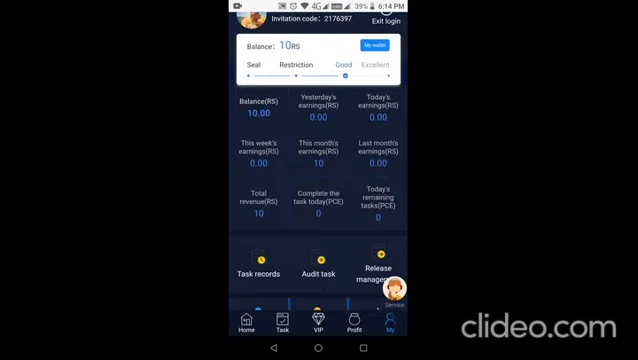 39% 6:14 PM
Invitation code: 2176397
Exit login
Balance: 10RS
My wallet
Seal Restriction Good Excellent
Balance(RS)
10.00
Yesterday's
earnings(RS)
0.00
Today's
earnings(RS)
0.00
This week's
earnings(RS)
0.00
This month's
earnings(RS)
10
Last month's
earnings(RS)
0.00
Total
revenue(RS)
10
Complete the
task today(PCE)
0
Today's
remaining
tasks(PCE)
0
Task records
Audit task
Release
managem
Service
Home Task VIP Profit My
clideo.com